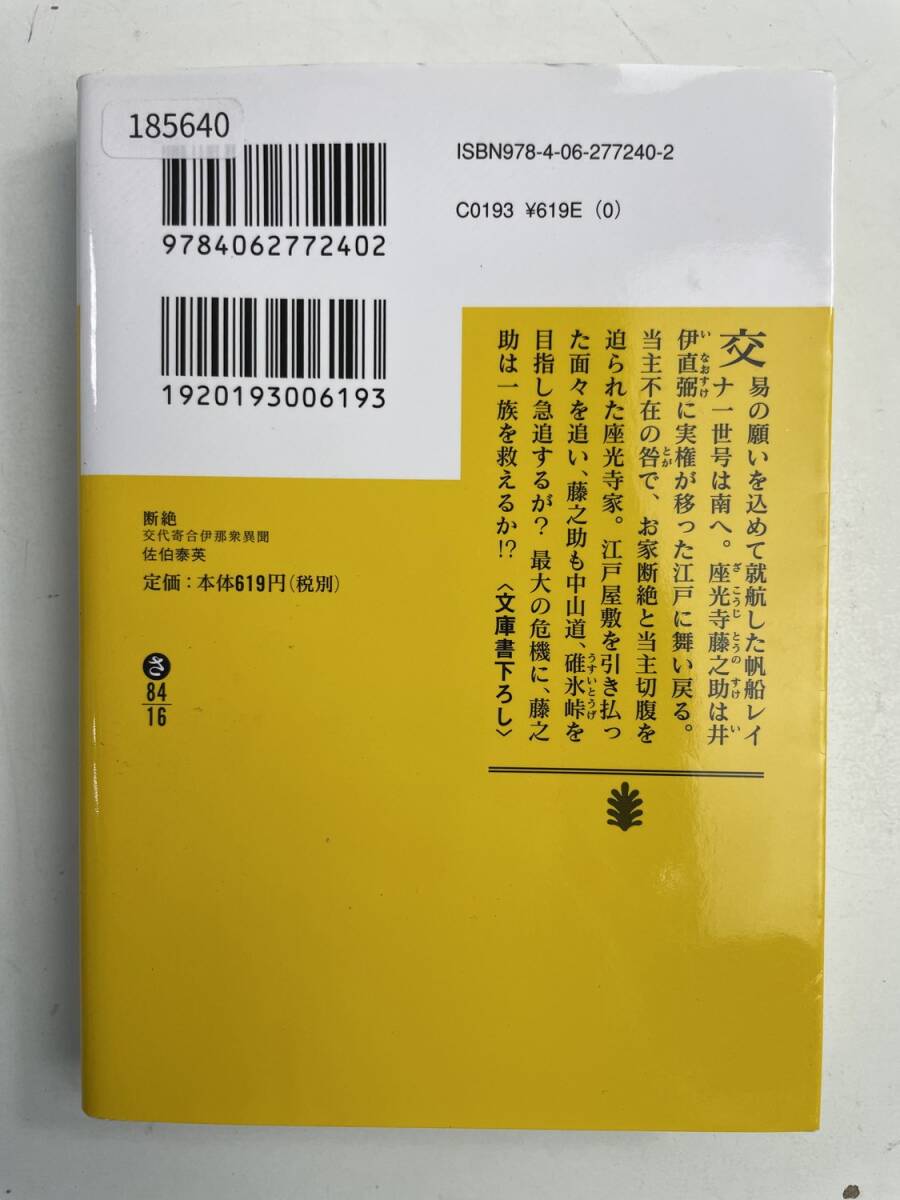 185640
ISBN978-4-06-277240-2
C0193 ¥619E (0)
9784062772402
1920193006193
交易の願いを込めて就航した帆船レイ
ナ一世号は南へ。座光寺藤之助は井
伊直弼に実権が移った江戸に舞い戻る。
当主不在の咎で、お家断絶と当主切腹を
迫られた座光寺家。江戸屋敷を引き払っ
た面々を追い、藤之助も中山道、碓氷峠を
目指し急追するが？ 最大の危機に、藤之
助は一族を救えるか!? 〈文庫書下ろし〉
断絶
交代寄合伊那衆異聞
佐伯泰英
定価：本体619円(税別)
さ
84
16